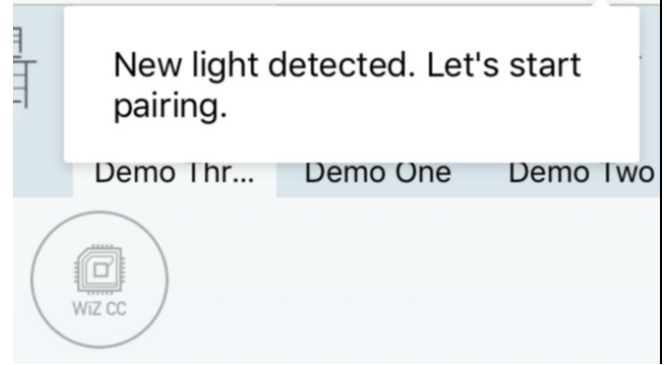 New light detected. Let's start
pairing.
Demo Thr... Demo One Demo Two
WiZ CC